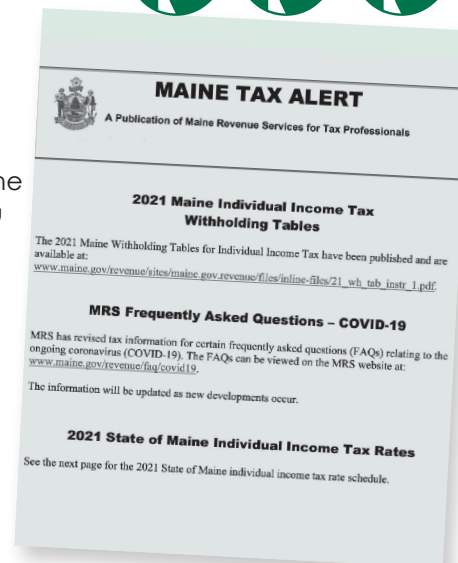 ne
MAINE TAX ALERT
A Publication of Maine Revenue Services for Tax Professionals
2021 Maine Individual Income Tax
Withholding Tables
The 2021 Maine Withholding Tables for Individual Income Tax have been published and are
available at:
www.maine.gov/revenue/sites/maine.gov.revenue/files/inline-files/21_wh_tab_instr_1.pdf.
MRS Frequently Asked Questions – COVID-19
MRS has revised tax information for certain frequently asked questions (FAQs) relating to the
ongoing coronavirus (COVID-19). The FAQs can be viewed on the MRS website at:
www.maine.gov/revenue/faq/covid19.
The information will be updated as new developments occur.
2021 State of Maine Individual Income Tax Rates
See the next page for the 2021 State of Maine individual income tax rate schedule.